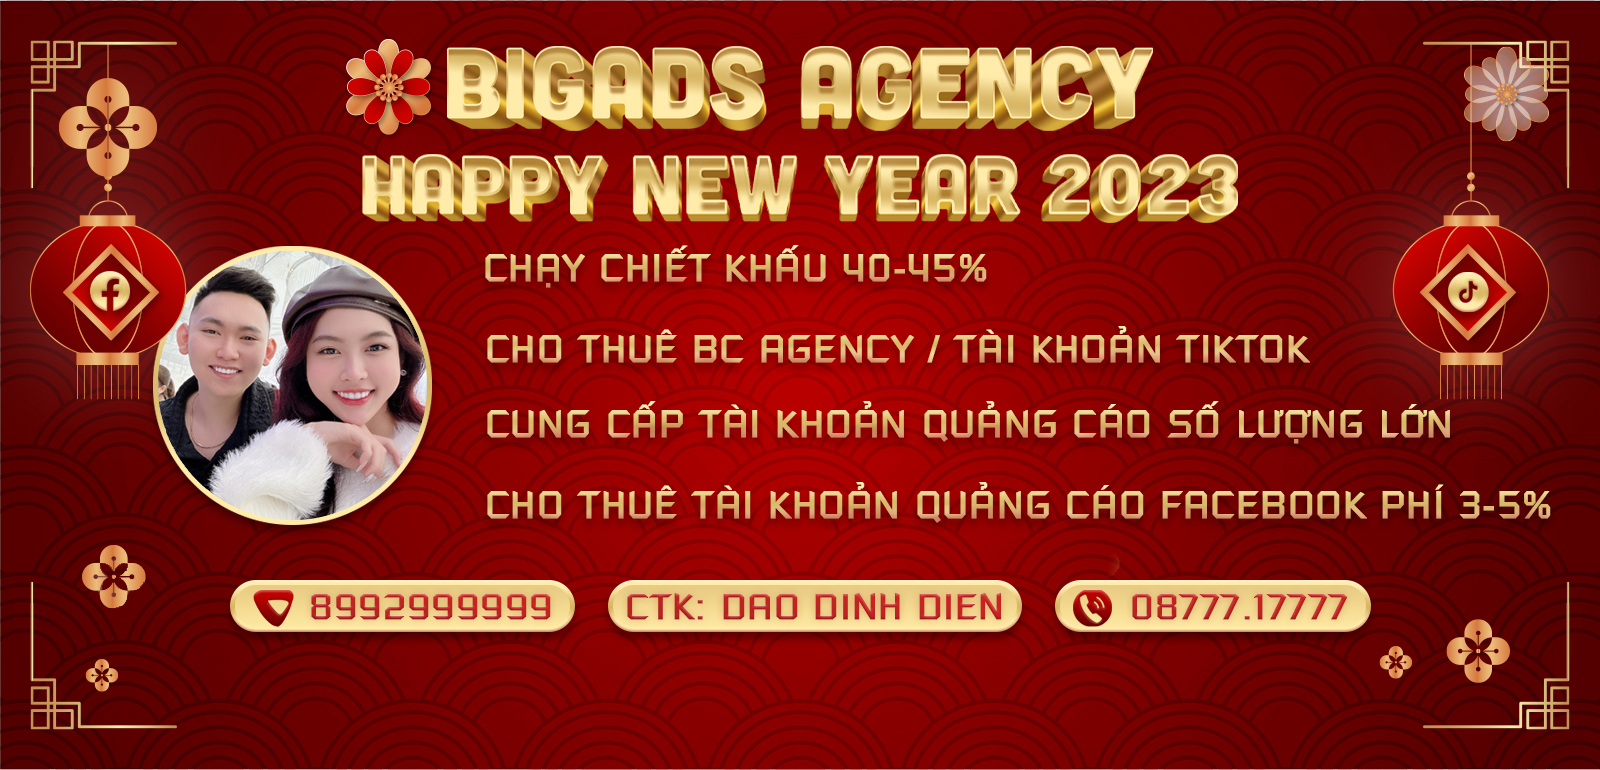 BIGADS AGENCY
HAPPY NEW YEAR 2023
CHẠY CHIẾT KHẤU 40-45%
CHO THUÊ BC AGENCY / TÀI KHOẢN TIKTOK
CUNG CẤP TÀI KHOẢN QUẢNG CÁO SỐ LƯỢNG LỚN
CHO THUÊ TÀI KHOẢN QUẢNG CÁO FACEBOOK PHÍ 3-5%
8992999999
CTK: DAO DINH DIEN
08777.17777